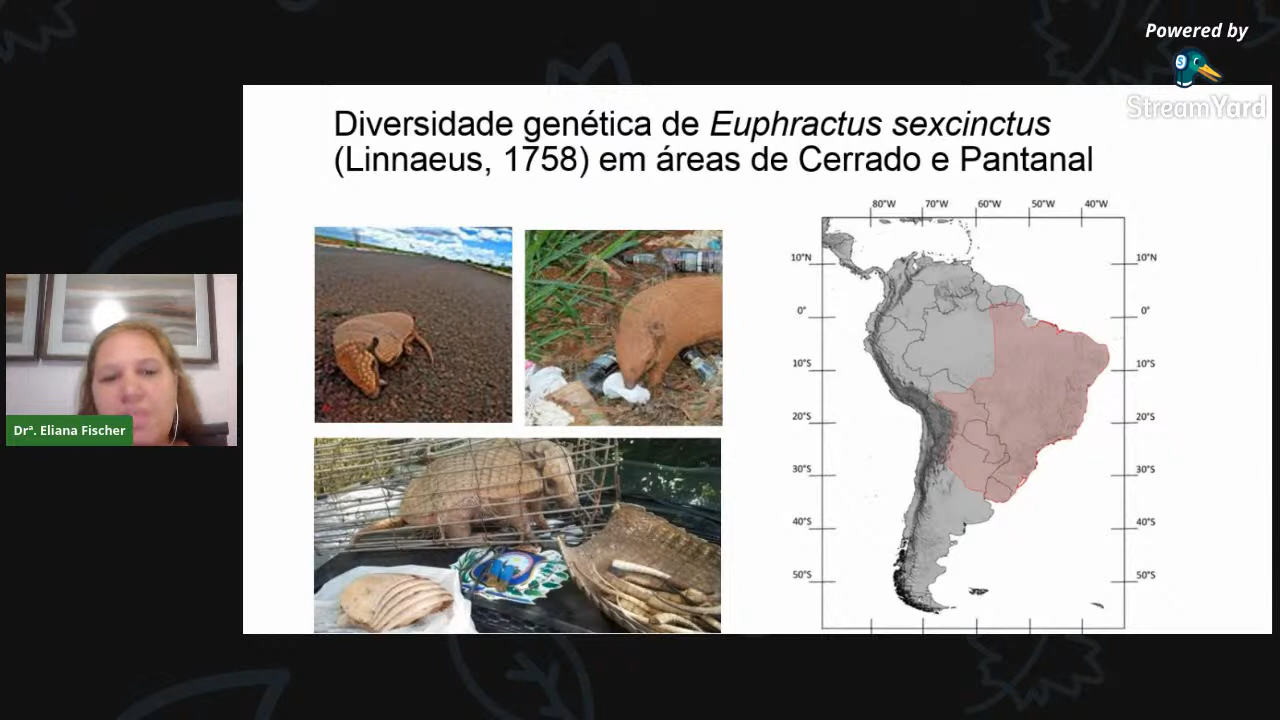 Powered by
StreamYard
Diversidade genética de Euphractus sexcinctus
(Linnaeus, 1758) em áreas de Cerrado e Pantanal
80°W 70°W 60°W 50°W 40°W
10°N 10°N
0° 0°
10°S 10°S
20°S 20°S
30°S 30°S
40°S 40°S
50°S 50°S
Drª. Eliana Fischer